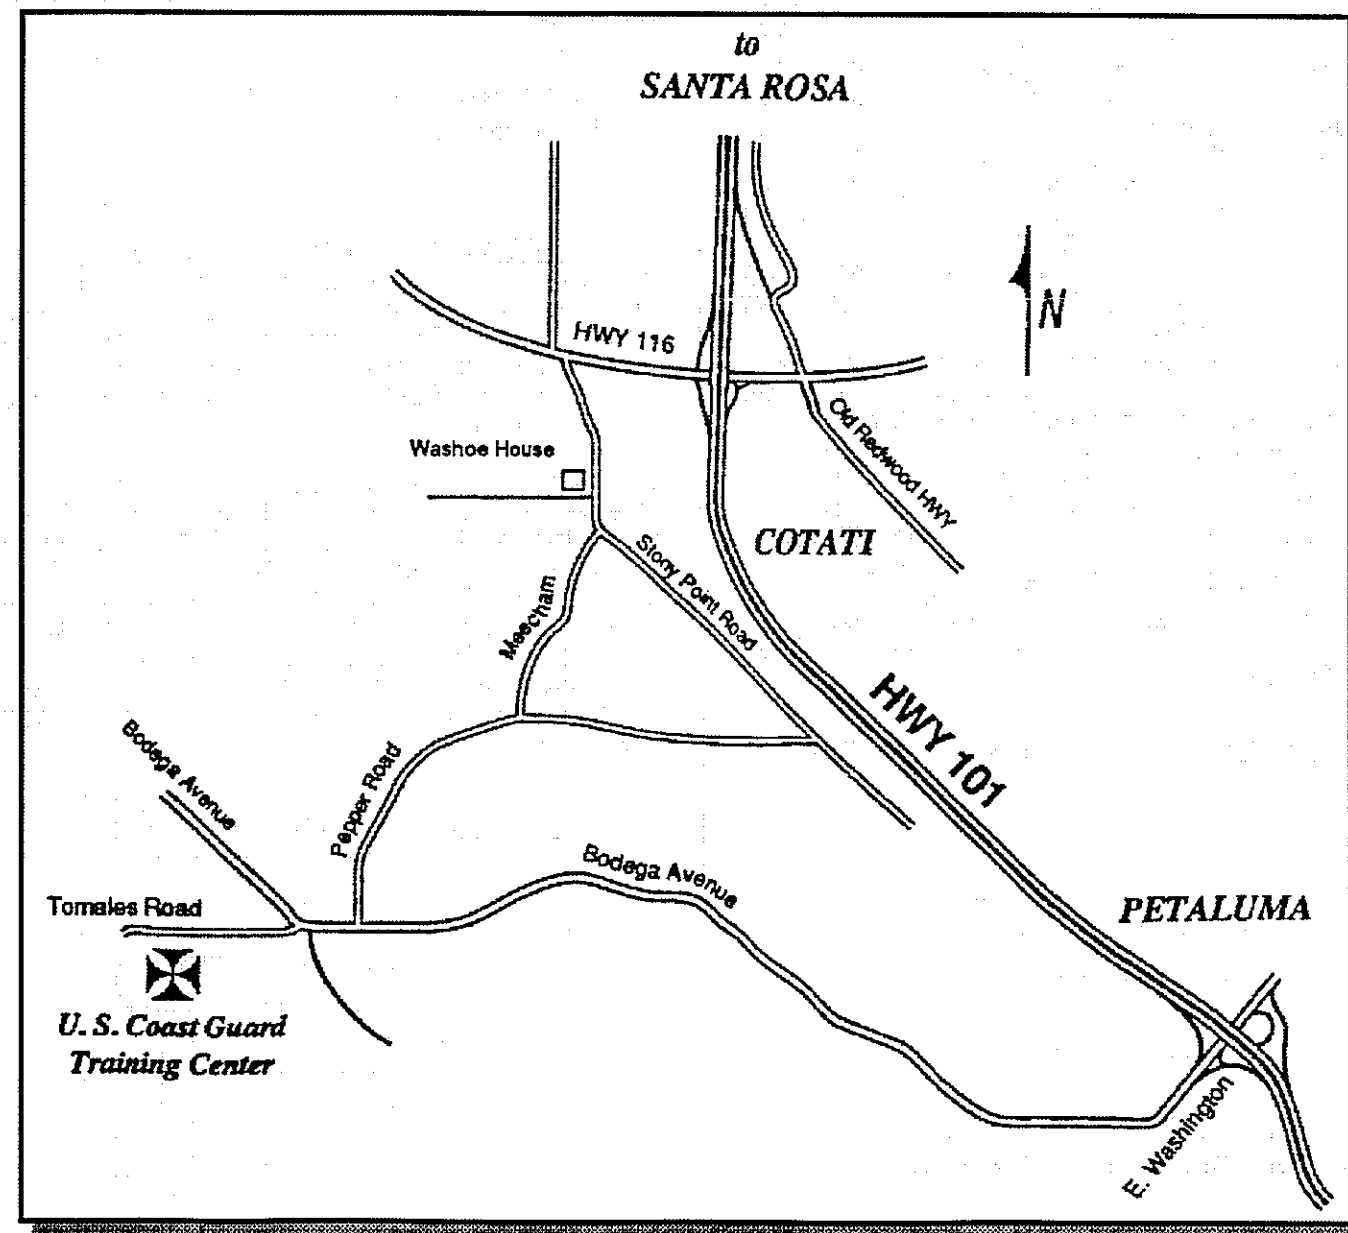 to
SANTA ROSA
N
HWY 116
Old Redwood HWY
Washoe House
COTATI
Stony Point Road
Meecham
HWY 101
Bodega Avenue
Pepper Road
Bodega Avenue
Tomales Road
PETALUMA
U. S. Coast Guard
Training Center
E. Washington